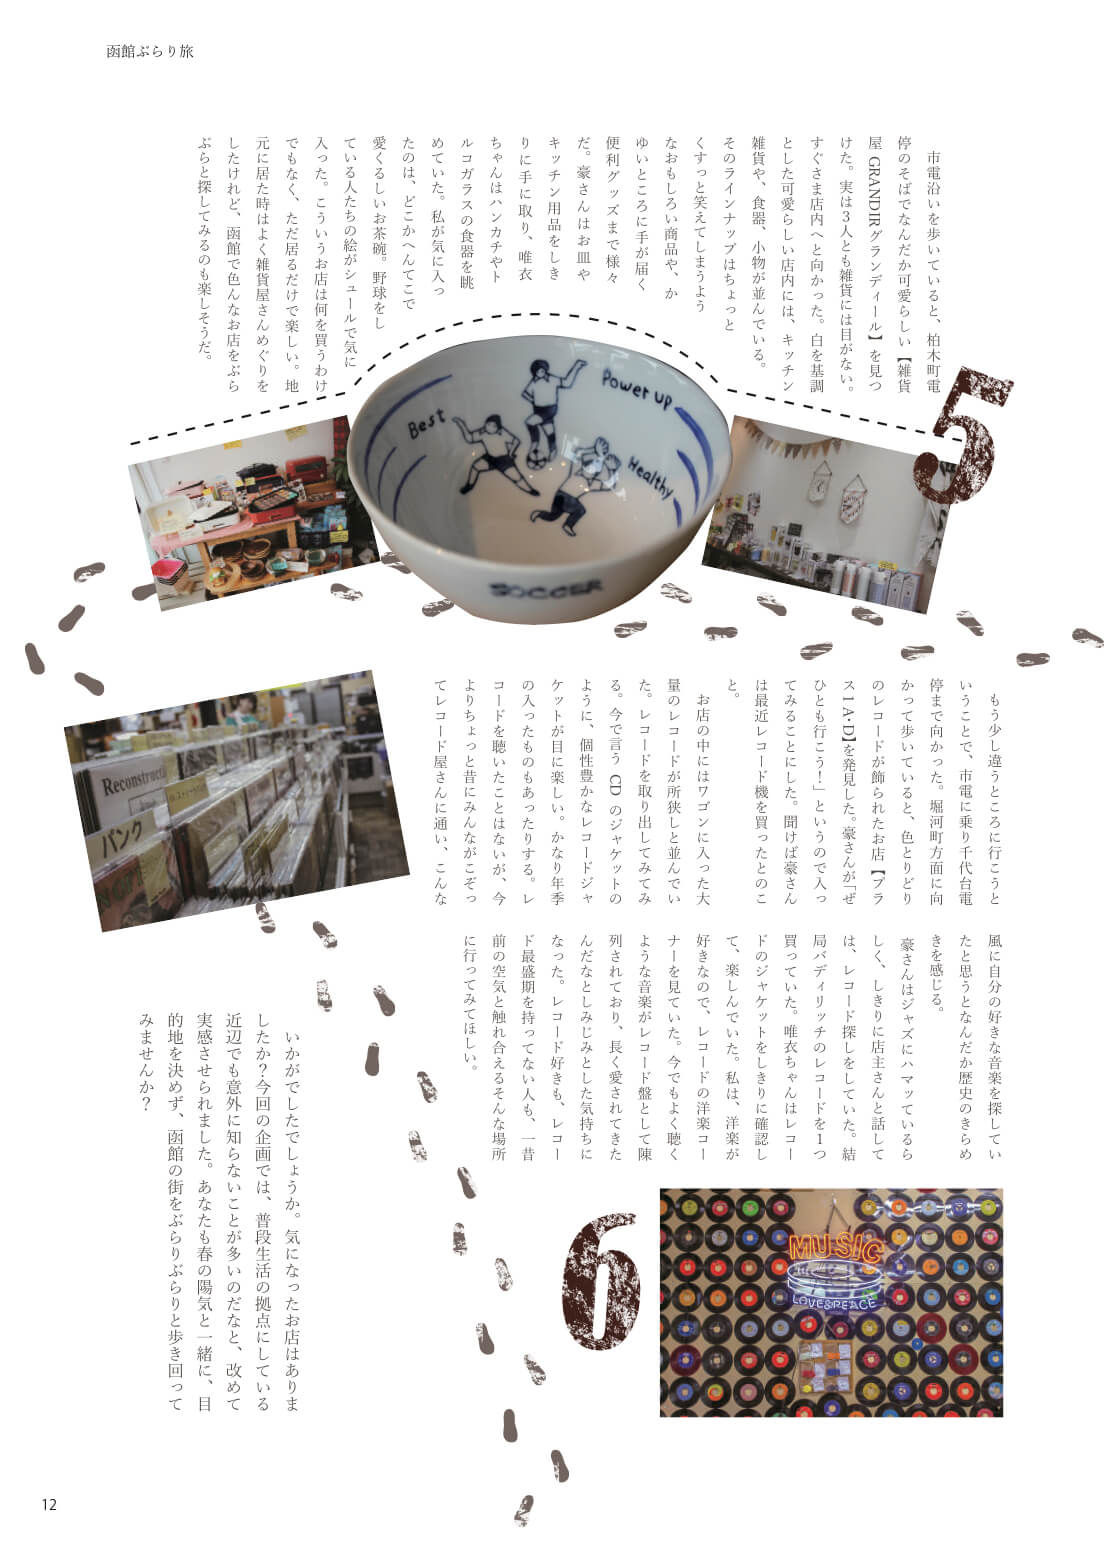 函館ぶらり旅
市電沿いを歩いていると、柏木町電
停のそばでなんだか可愛らしい【雑貨
屋 GRANDIRグランディール】を見つ
けた。実は３人とも雑貨には目がない。
すぐさま店内へと向かった。白を基調
とした可愛らしい店内には、キッチン
雑貨や、食器、小物が並んでいる。
そのラインナップはちょっと
くすっと笑えてしまうよう
なおもしろい商品や、か
ゆいところに手が届く
便利グッズまで様々
だ。豪さんはお皿や
キッチン用品をしき
りに手に取り、唯衣
ちゃんはハンカチやト
ルコガラスの食器を眺
めていた。私が気に入っ
たのは、どこかへんてこで
愛くるしいお茶碗。野球をし
ている人たちの絵がシュールで気に
入った。こういうお店は何を買うわけ
でもなく、ただ居るだけで楽しい。地
元に居た時はよく雑貨屋さんめぐりを
したけれど、函館で色んなお店をぶら
ぶらと探してみるのも楽しそうだ。
5
Best
Power UP
Healthy
SOCCER
もう少し違うところに行こうと
いうことで、市電に乗り千代台電
停まで向かった。堀河町方面に向
かって歩いていると、色とりどり
のレコードが飾られたお店【プラ
ス1A・D】を発見した。豪さんが「ぜ
ひとも行こう！」というので入っ
てみることにした。聞けば豪さん
は最近レコード機を買ったとのこ
と。
お店の中にはワゴンに入った大
量のレコードが所狭しと並んでい
た。レコードを取り出してみてみ
る。今で言う CD のジャケットの
ように、個性豊かなレコードジャ
ケットが目に楽しい。かなり年季
の入ったものもあったりする。レ
コードを聴いたことはないが、今
よりちょっと昔にみんながこぞっ
てレコード屋さんに通い、こんな
風に自分の好きな音楽を探してい
たと思うとなんだか歴史のきらめ
きを感じる。
豪さんはジャズにハマッているら
しく、しきりに店主さんと話して
は、レコード探しをしていた。結
局バディリッチのレコードを１つ
買っていた。唯衣ちゃんはレコー
ドのジャケットをしきりに確認し
て、楽しんでいた。私は、洋楽が
好きなので、レコードの洋楽コー
ナーを見ていた。今でもよく聴く
ような音楽がレコード盤として陳
列されており、長く愛されてきた
んだなとしみじみとした気持ちに
なった。レコード好きも、レコー
ド最盛期を持ってない人も、一昔
前の空気と触れ合えるそんな場所
に行ってみてほしい。
Reconstructi
パンク
6
MUSIC
LOVE&PEACE
いかがでしたでしょうか。気になったお店はありま
したか？今回の企画では、普段生活の拠点にしている
近辺でも意外に知らないことが多いのだなと、改めて
実感させられました。あなたも春の陽気と一緒に、目
的地を決めず、函館の街をぶらりぶらりと歩き回って
みませんか？
12